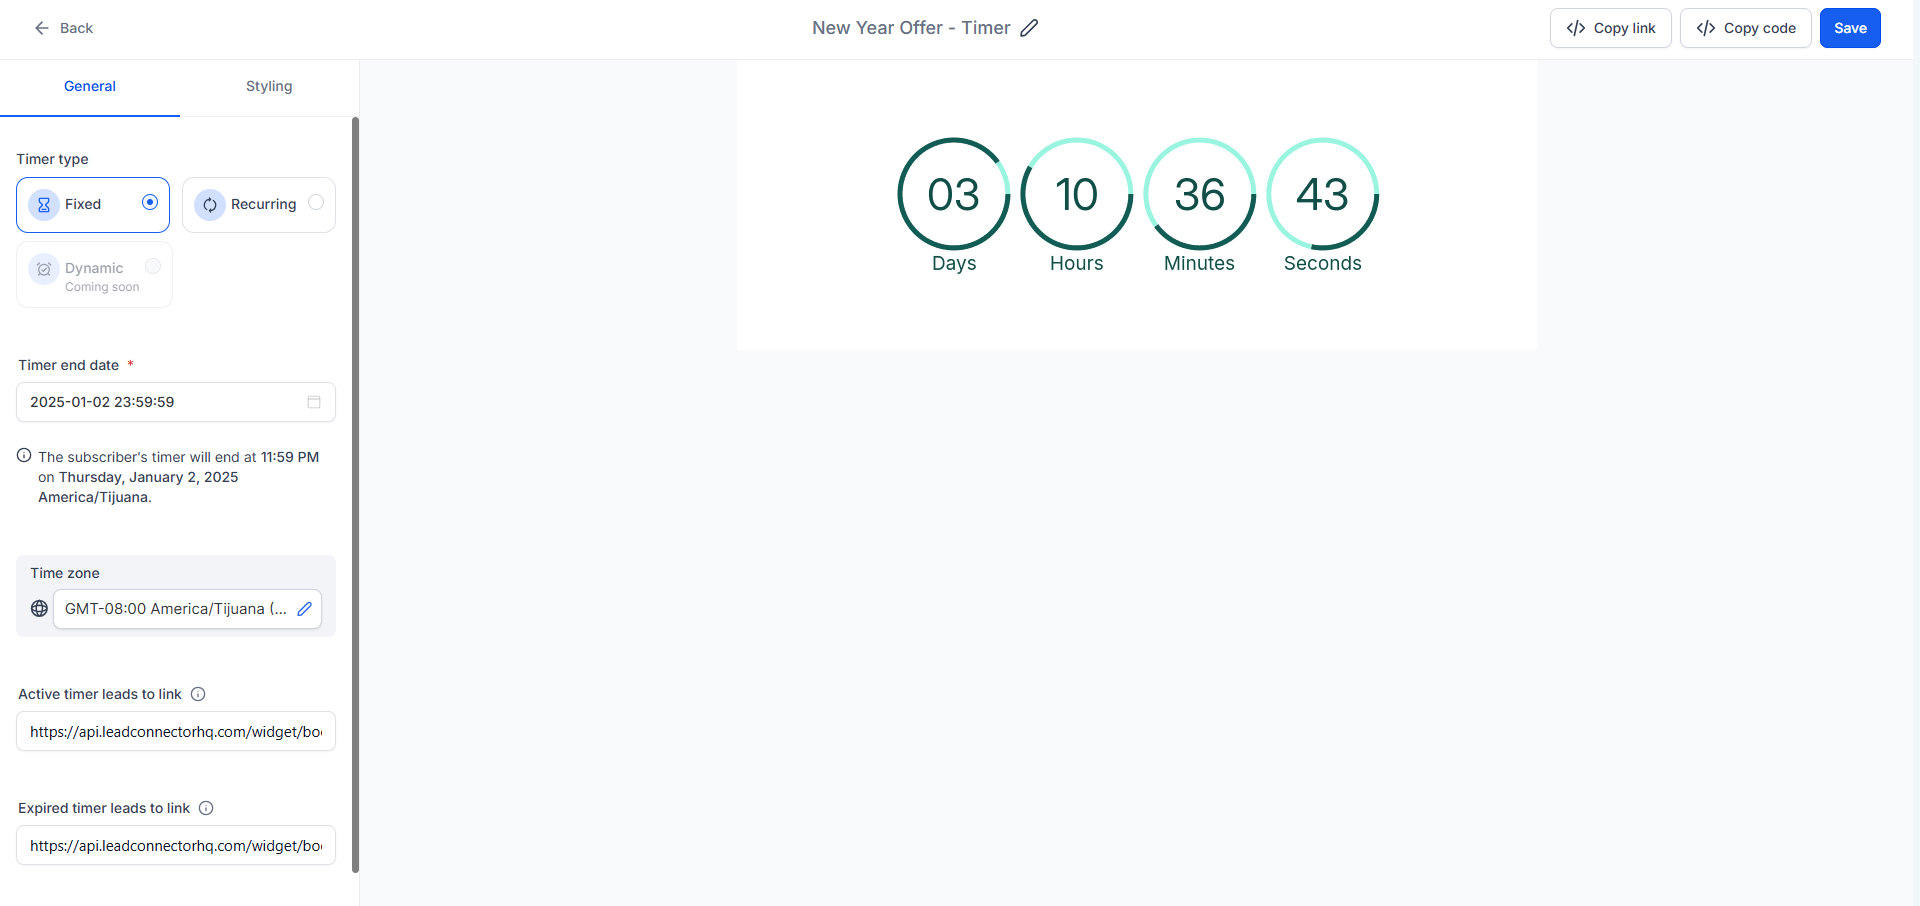 Back
New Year Offer - Timer
Copy link
Copy code
Save
General
Styling
Timer type
Fixed
Recurring
Dynamic
Coming soon
Timer end date *
2025-01-02 23:59:59
The subscriber's timer will end at 11:59 PM
on Thursday, January 2, 2025
America/Tijuana.
Time zone
GMT-08:00 America/Tijuana (...
Active timer leads to link
https://api.leadconnectorhq.com/widget/bo
Expired timer leads to link
https://api.leadconnectorhq.com/widget/bo
03 10 36 43
Days Hours Minutes Seconds